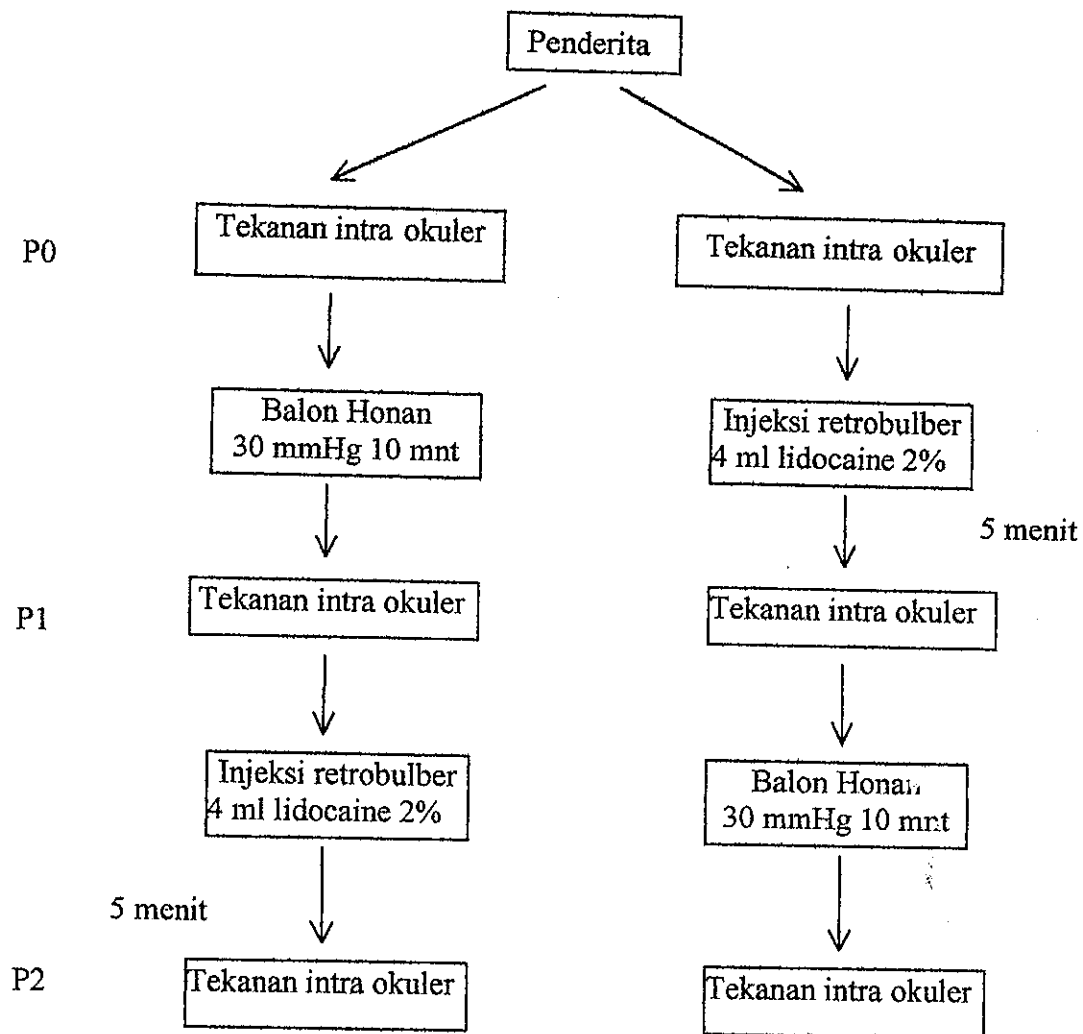 Penderita
P0
Tekanan intra okuler
Tekanan intra okuler
Balon Honan
30 mmHg 10 mnt
Injeksi retrobulber
4 ml lidocaine 2%
5 menit
P1
Tekanan intra okuler
Tekanan intra okuler
Injeksi retrobulber
4 ml lidocaine 2%
Balon Honan
30 mmHg 10 mnt
5 menit
P2
Tekanan intra okuler
Tekanan intra okuler